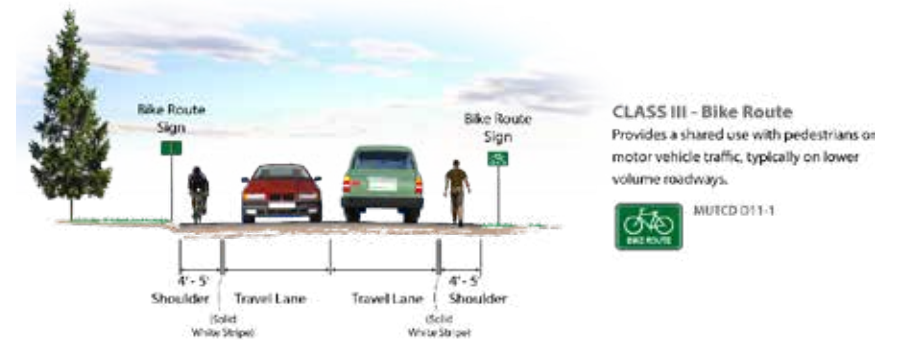 Bike Route
Sign
Bike Route
Sign
CLASS III - Bike Route
Provides a shared use with pedestrians or
motor vehicle traffic, typically on lower
volume roadways.
MUTCD D11-1
BIKE ROUTE
4' - 5'
Shoulder
Travel Lane
Travel Lane
4' - 5'
Shoulder
(Solid
White Stripe)
(Solid
White Stripe)